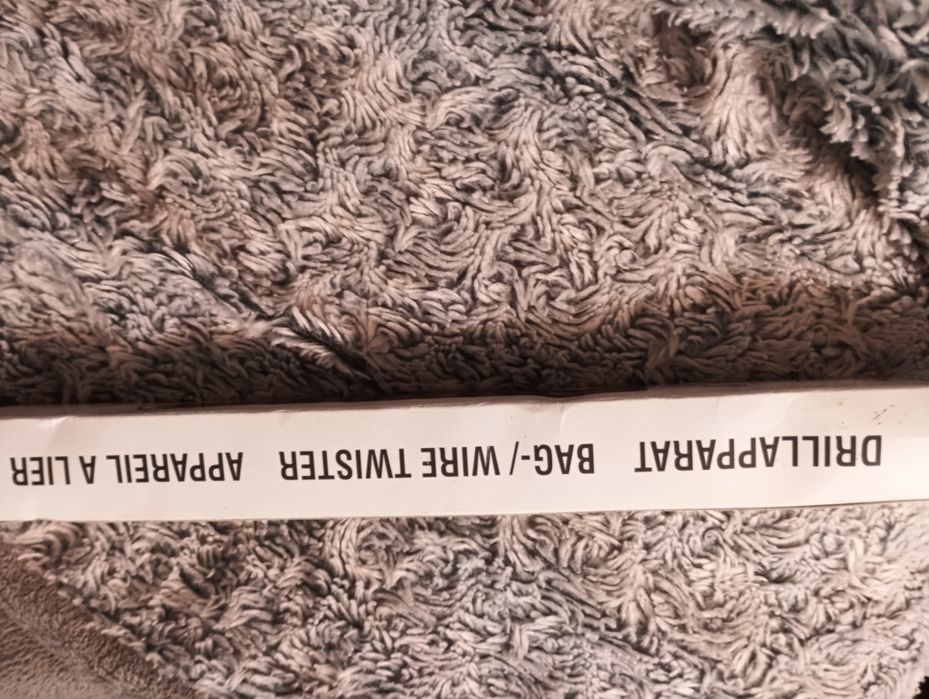 DRILLAPPARAT BAG-/ WIRE TWISTER APPAREIL A LIER